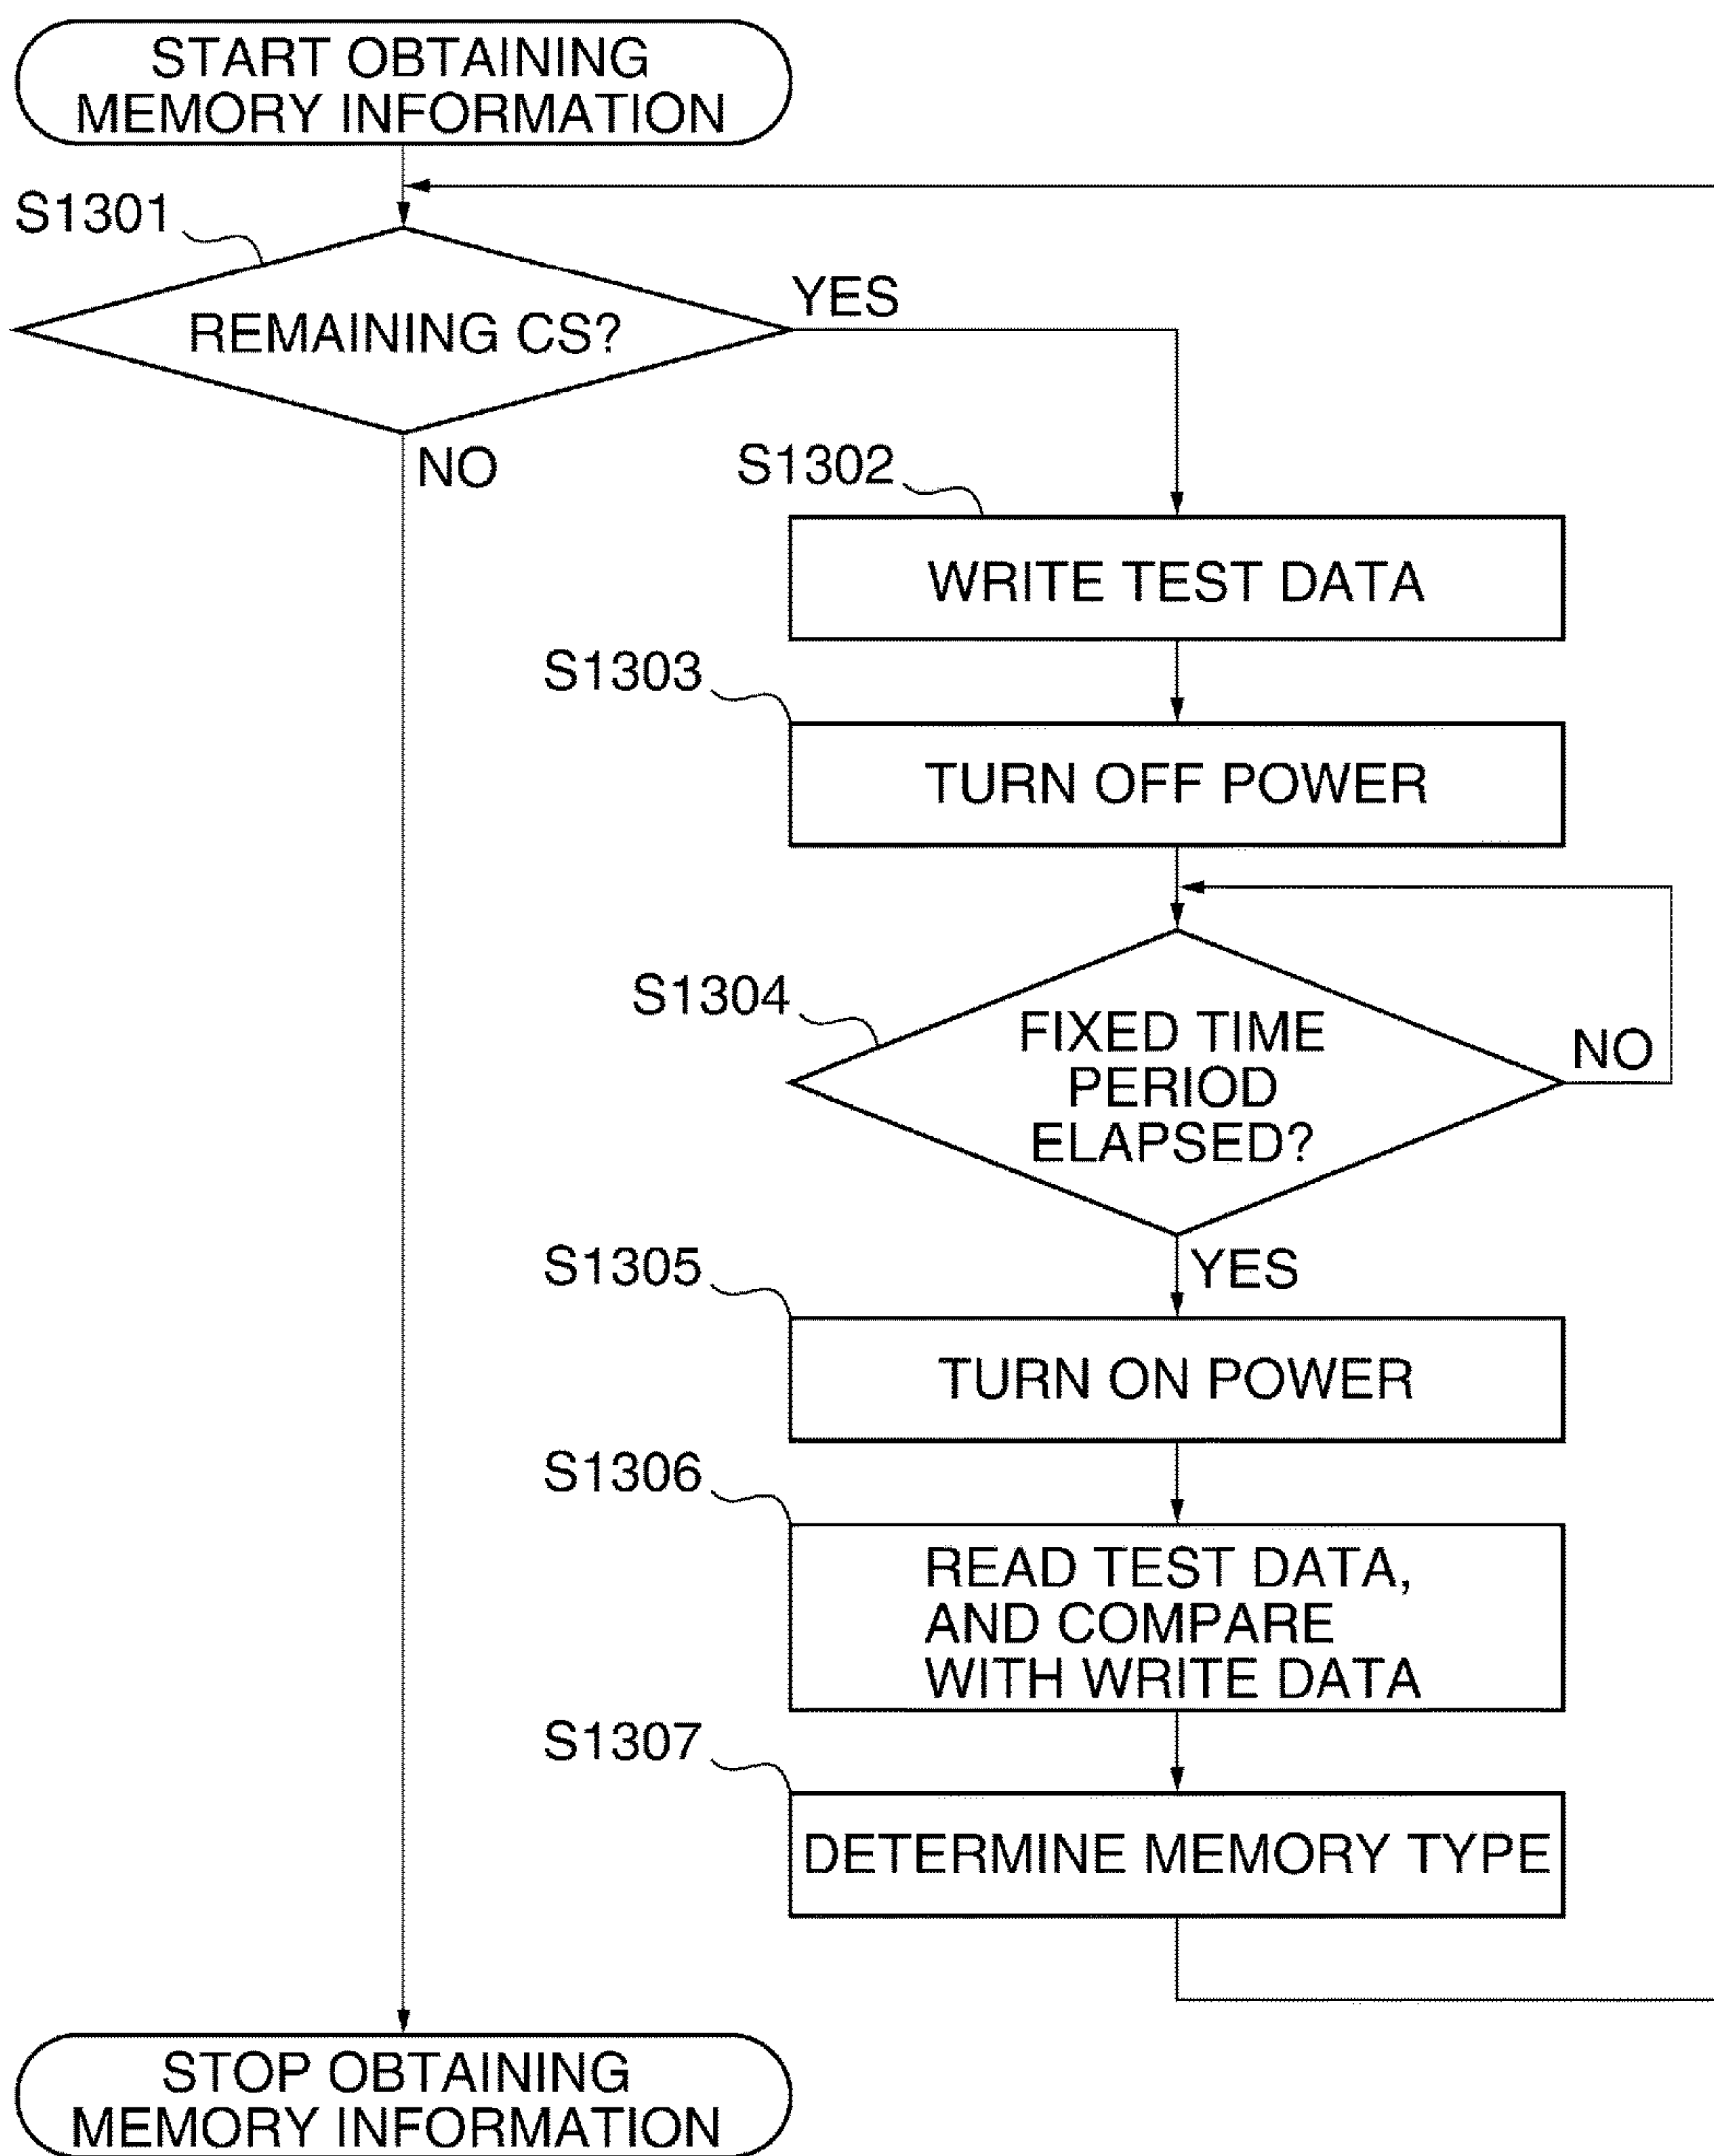 START OBTAINING
MEMORY INFORMATION
S1301
REMAINING CS?
YES
NO
S1302
WRITE TEST DATA
S1303
TURN OFF POWER
S1304
FIXED TIME
PERIOD
ELAPSED?
NO
YES
S1305
TURN ON POWER
S1306
READ TEST DATA,
AND COMPARE
WITH WRITE DATA
S1307
DETERMINE MEMORY TYPE
STOP OBTAINING
MEMORY INFORMATION